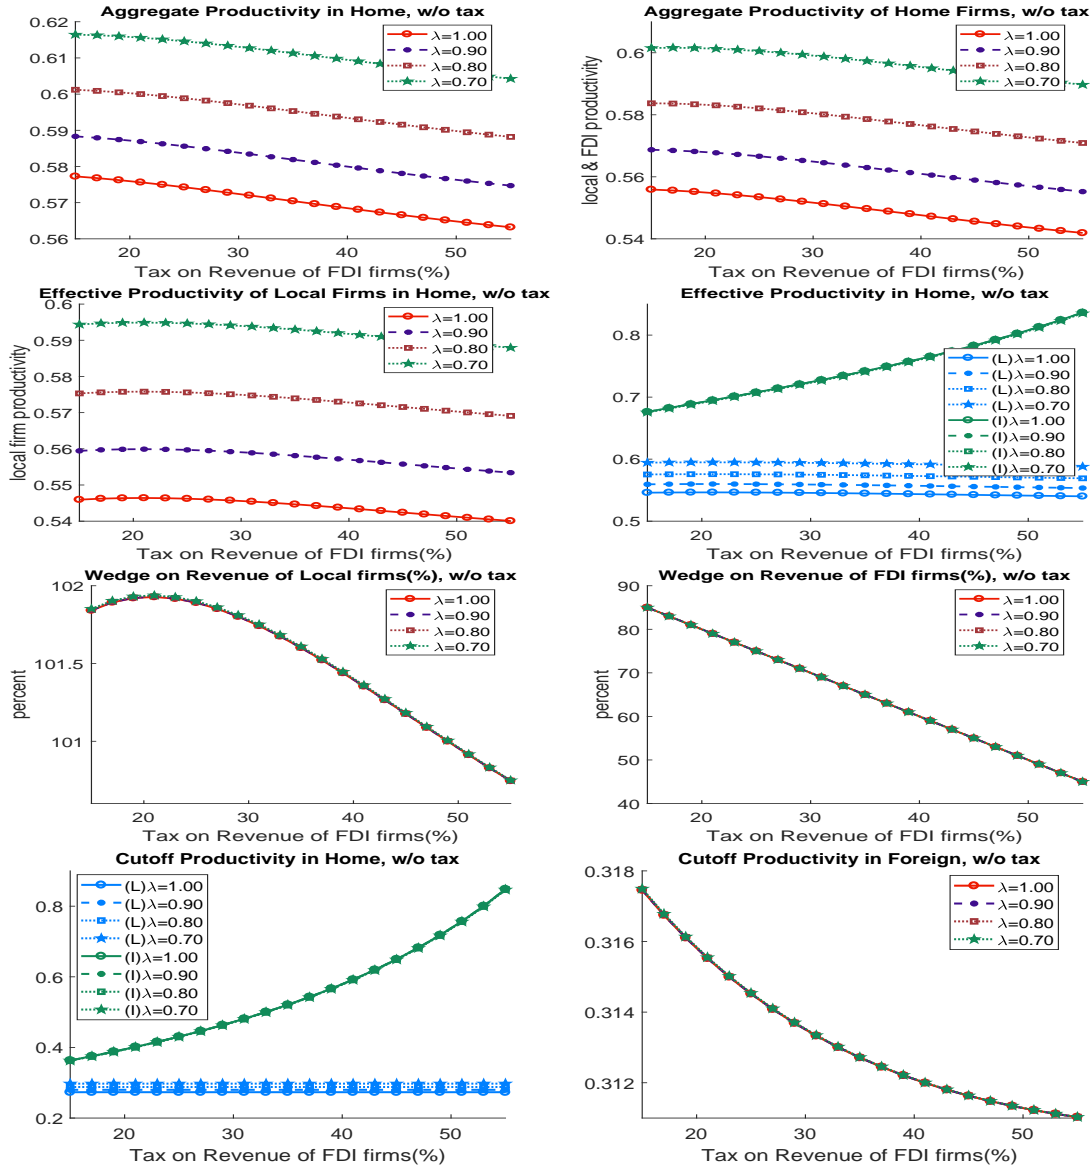 Aggregate Productivity in Home, w/o tax
0.62
0.61
0.6
0.59
0.58
0.57
0.56
20
30
40
50
Tax on Revenue of FDI firms(%)
λ=1.00
λ=0.90
λ=0.80
λ=0.70
Aggregate Productivity of Home Firms, w/o tax
local & FDI productivity
0.6
0.58
0.56
0.54
20
30
40
50
Tax on Revenue of FDI firms(%)
λ=1.00
λ=0.90
λ=0.80
λ=0.70
Effective Productivity of Local Firms in Home, w/o tax
local firm productivity
0.6
0.59
0.58
0.57
0.56
0.55
0.54
20
30
40
50
Tax on Revenue of FDI firms(%)
λ=1.00
λ=0.90
λ=0.80
λ=0.70
Effective Productivity in Home, w/o tax
0.8
0.7
0.6
0.5
20
30
40
50
Tax on Revenue of FDI firms(%)
(L)λ=1.00
(L)λ=0.90
(L)λ=0.80
(L)λ=0.70
(I)λ=1.00
(I)λ=0.90
(I)λ=0.80
(I)λ=0.70
Wedge on Revenue of Local firms(%), w/o tax
percent
102
101.5
101
20
30
40
50
Tax on Revenue of FDI firms(%)
λ=1.00
λ=0.90
λ=0.80
λ=0.70
Wedge on Revenue of FDI firms(%), w/o tax
percent
90
80
70
60
50
40
20
30
40
50
Tax on Revenue of FDI firms(%)
λ=1.00
λ=0.90
λ=0.80
λ=0.70
Cutoff Productivity in Home, w/o tax
0.8
0.6
0.4
0.2
20
30
40
50
Tax on Revenue of FDI firms(%)
(L)λ=1.00
(L)λ=0.90
(L)λ=0.80
(L)λ=0.70
(I)λ=1.00
(I)λ=0.90
(I)λ=0.80
(I)λ=0.70
Cutoff Productivity in Foreign, w/o tax
0.318
0.316
0.314
0.312
20
30
40
50
Tax on Revenue of FDI firms(%)
λ=1.00
λ=0.90
λ=0.80
λ=0.70